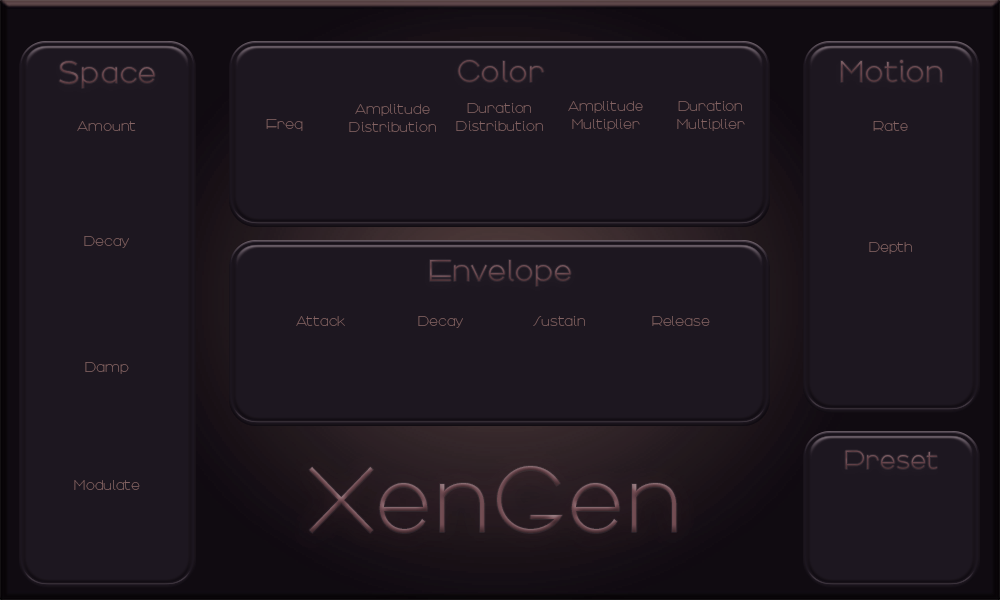 Space
Amount
Decay
Damp
Modulate
Color
Freq
Amplitude
Distribution
Duration
Distribution
Amplitude
Multiplier
Duration
Multiplier
Envelope
Attack
Decay
Sustain
Release
XenGen
Motion
Rate
Depth
Preset